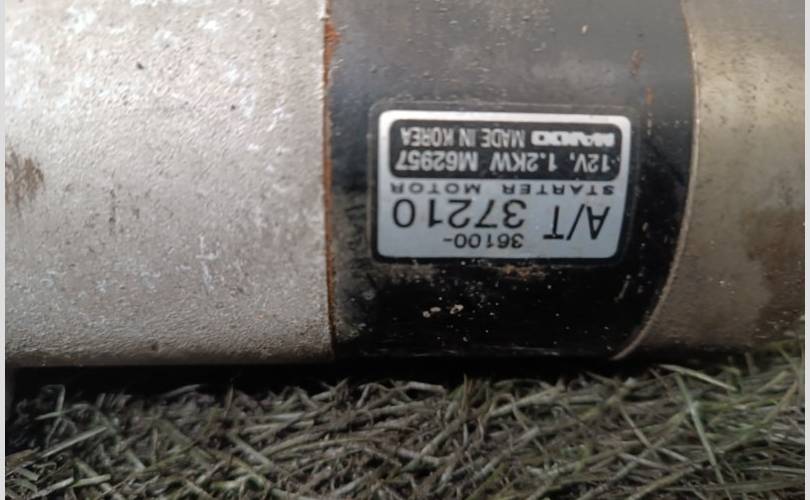 36100-
A/T 37210
STARTER MOTOR
12V, 1.2KW M62957
MANDO MADE IN KOREA